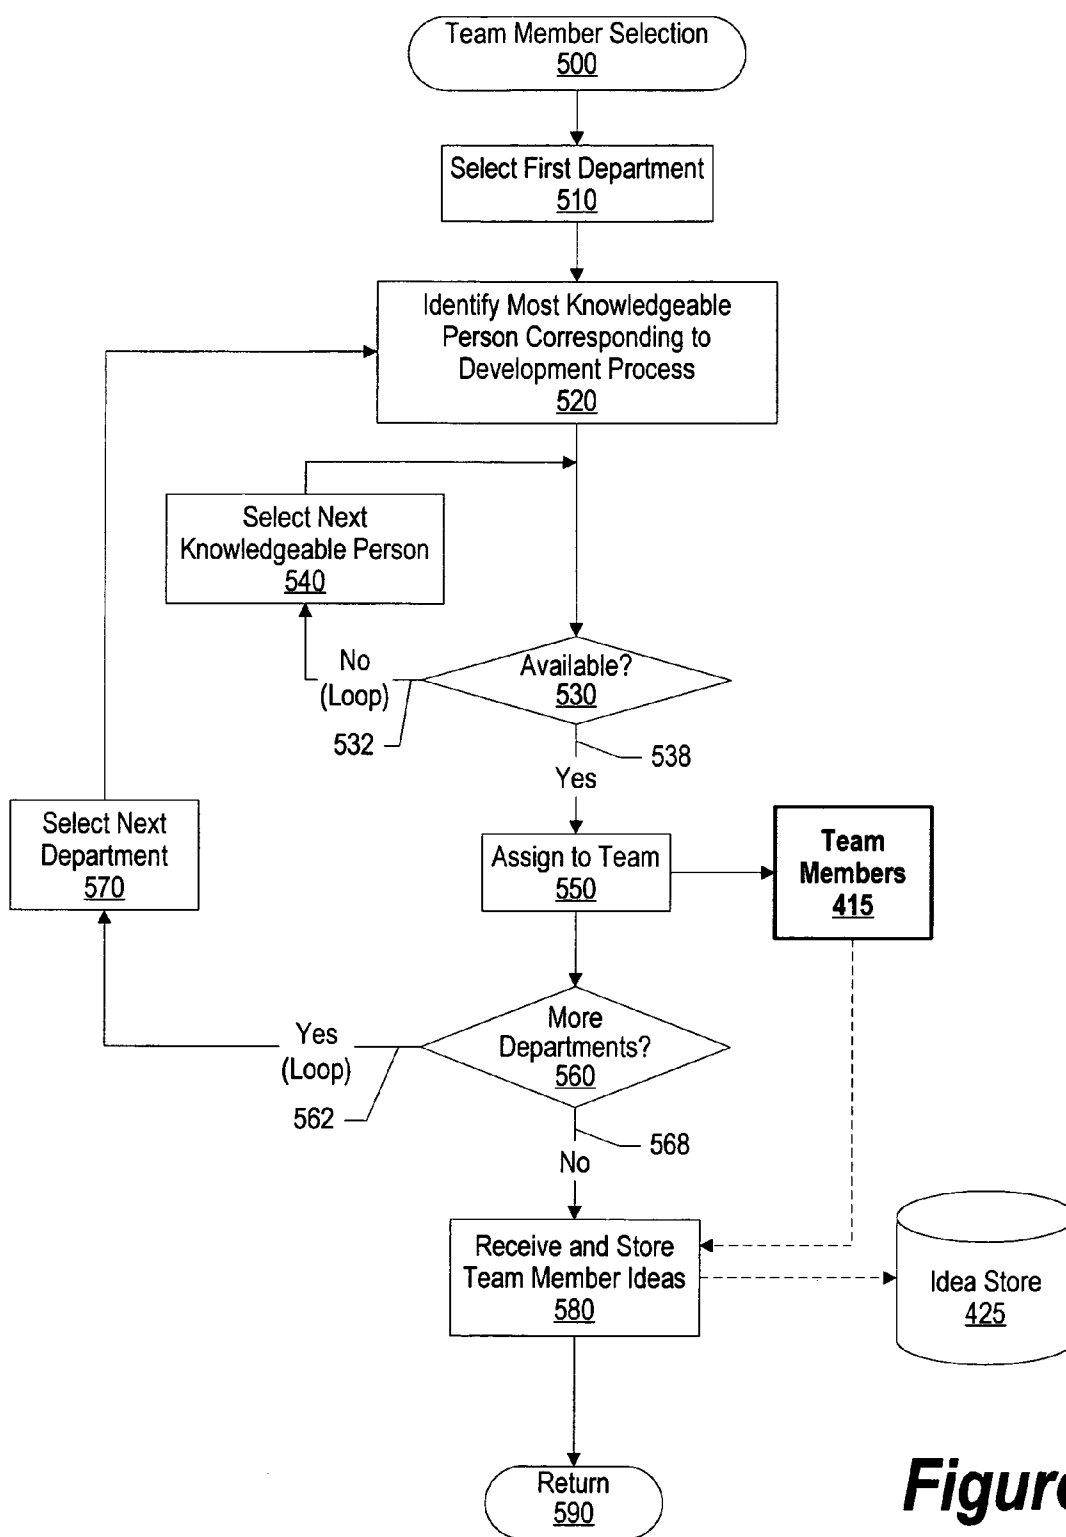 Team Member Selection
500
Select First Department
510
Identify Most Knowledgeable
Person Corresponding to
Development Process
520
Select Next
Knowledgeable Person
540
No
(Loop)
Available?
530
532
538
Yes
Select Next
Department
570
Assign to Team
550
Team
Members
415
More
Departments?
560
Yes
(Loop)
562
568
No
Receive and Store
Team Member Ideas
580
Idea Store
425
Return
590
Figure